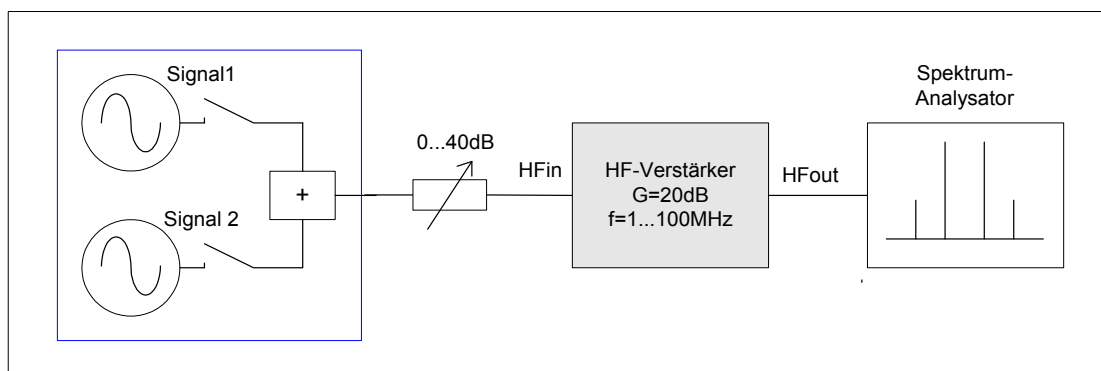 Signal1
Signal 2
+
0...40dB
HFin
HF-Verstärker
G=20dB
f=1...100MHz
HFout
Spektrum-
Analysator